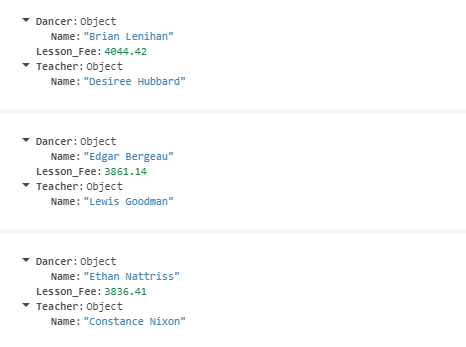 Dancer: Object
Name: "Brian Lenihan"
Lesson_Fee: 4044.42
Teacher: Object
Name: "Desiree Hubbard"
Dancer: Object
Name: "Edgar Bergeau"
Lesson_Fee: 3861.14
Teacher: Object
Name: "Lewis Goodman"
Dancer: Object
Name: "Ethan Nattriss"
Lesson_Fee: 3836.41
Teacher: Object
Name: "Constance Nixon"